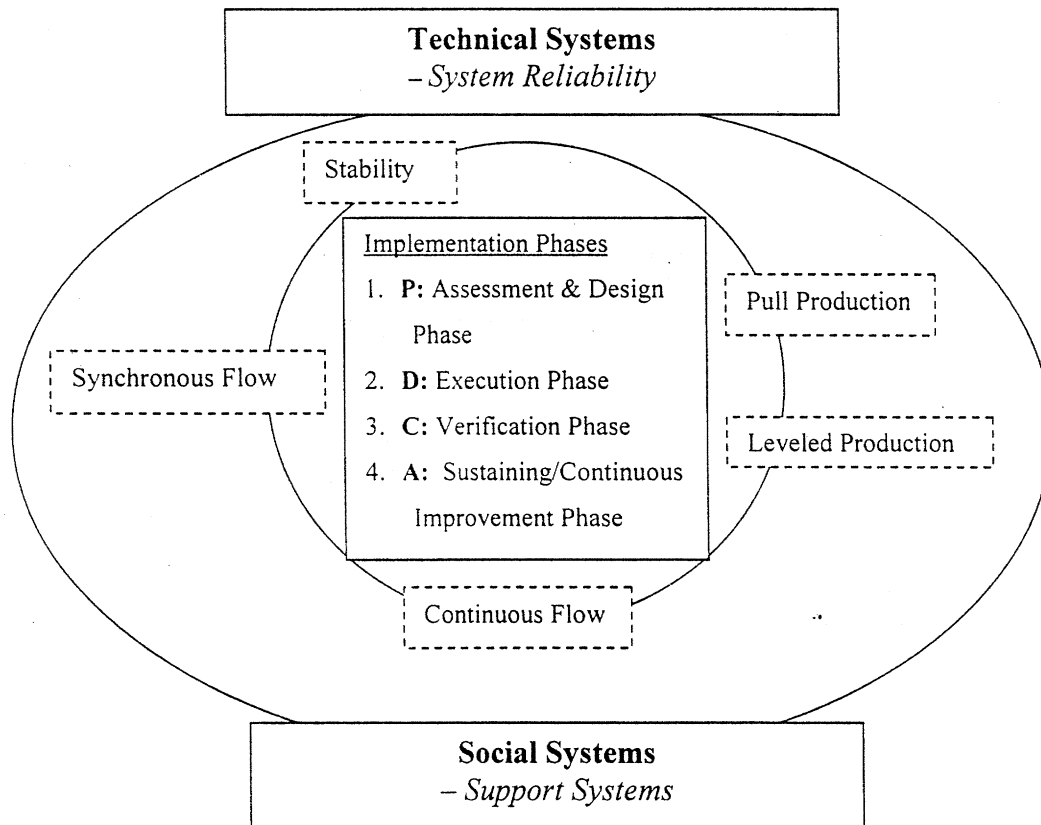 Technical Systems
– System Reliability
Stability
Implementation Phases
1. P: Assessment & Design
Phase
2. D: Execution Phase
3. C: Verification Phase
4. A: Sustaining/Continuous
Improvement Phase
Pull Production
Synchronous Flow
Leveled Production
Continuous Flow
Social Systems
– Support Systems